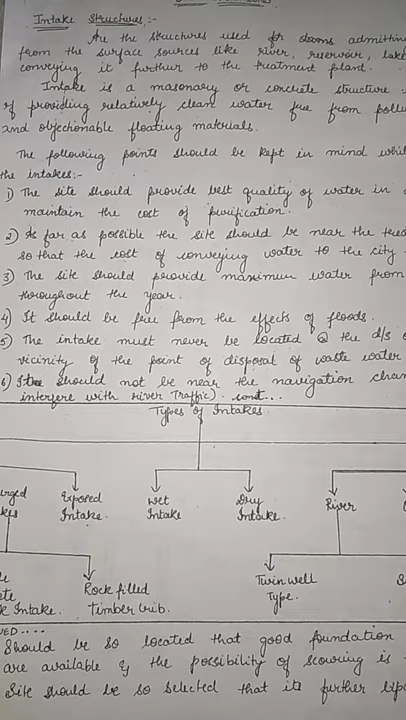 Intake Structures :-
Are the structures used for admitting
from the surface sources like river, reservoir, lake
conveying it further to the treatment plant.
Intake is a masonary or concrete structure
of providing relatively clean water free from pollu
and objectionable floating materials.
The following points should be kept in mind whil
the intakes:-
1) The site should provide best quality of water in
maintain the cost of purification.
2) As far as possible the site should be near the trea
so that the cost of conveying water to the city
3) The site should provide maximum water from
throughout the year.
4) It should be free from the effects of floods.
5) The intake must never be located @ the d/s
vicinity of the point of disposal of waste water
6) Ite should not be near the navigation chan
interfere with river Traffic). cont...
Types of Intakes.
erged Exposed wet Dry River
kes Intake. Intake Intake.
Rock filled Twin well
ete timber crib. Type.
k Intake.
UED....
Should be so located that good foundation
are available & the possibility of scouring is
Site should be so selected that its further exp